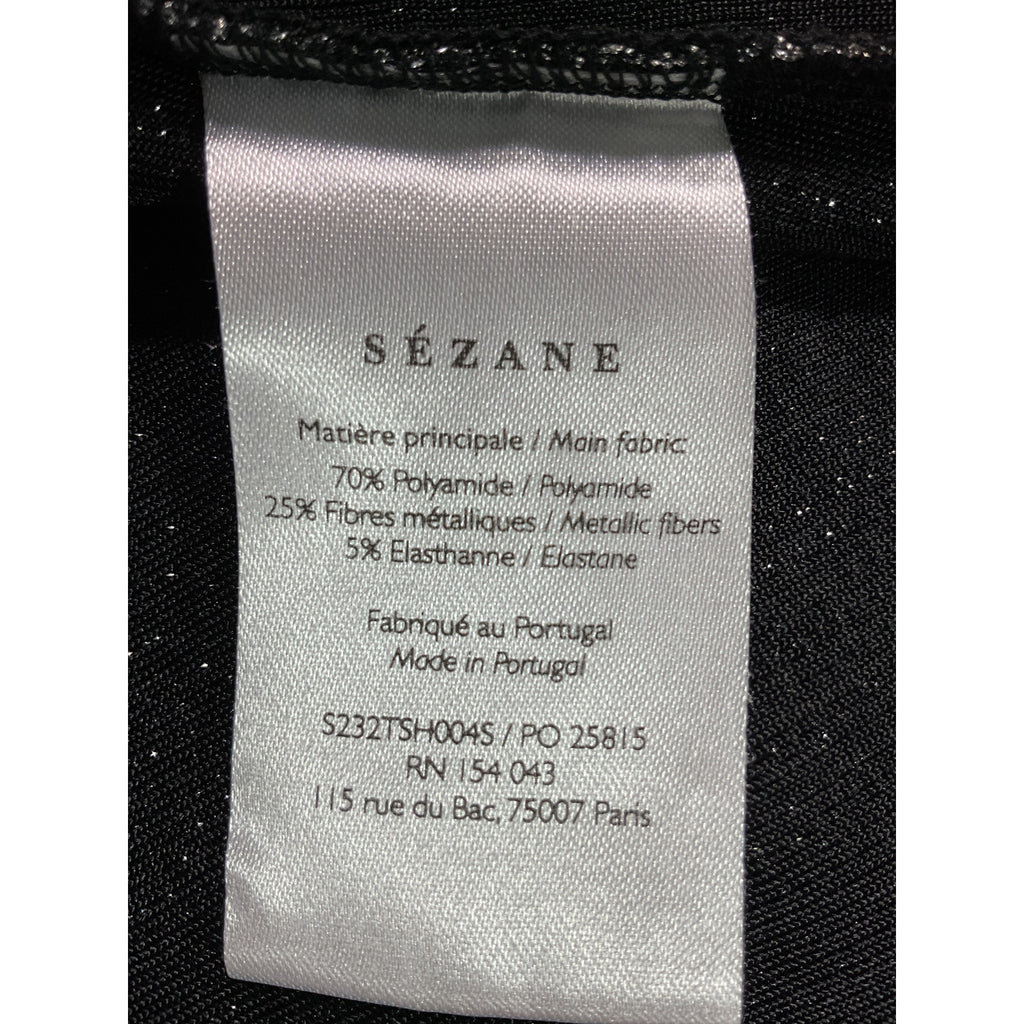 SÉZANE
Matière principale / Main fabric:
70% Polyamide / Polyamide
25% Fibres métalliques / Metallic fibers
5% Elasthanne / Elastane
Fabriqué au Portugal
Made in Portugal
S232TSH004S / PO 25815
RN 154 043
115 rue du Bac, 75007 Paris